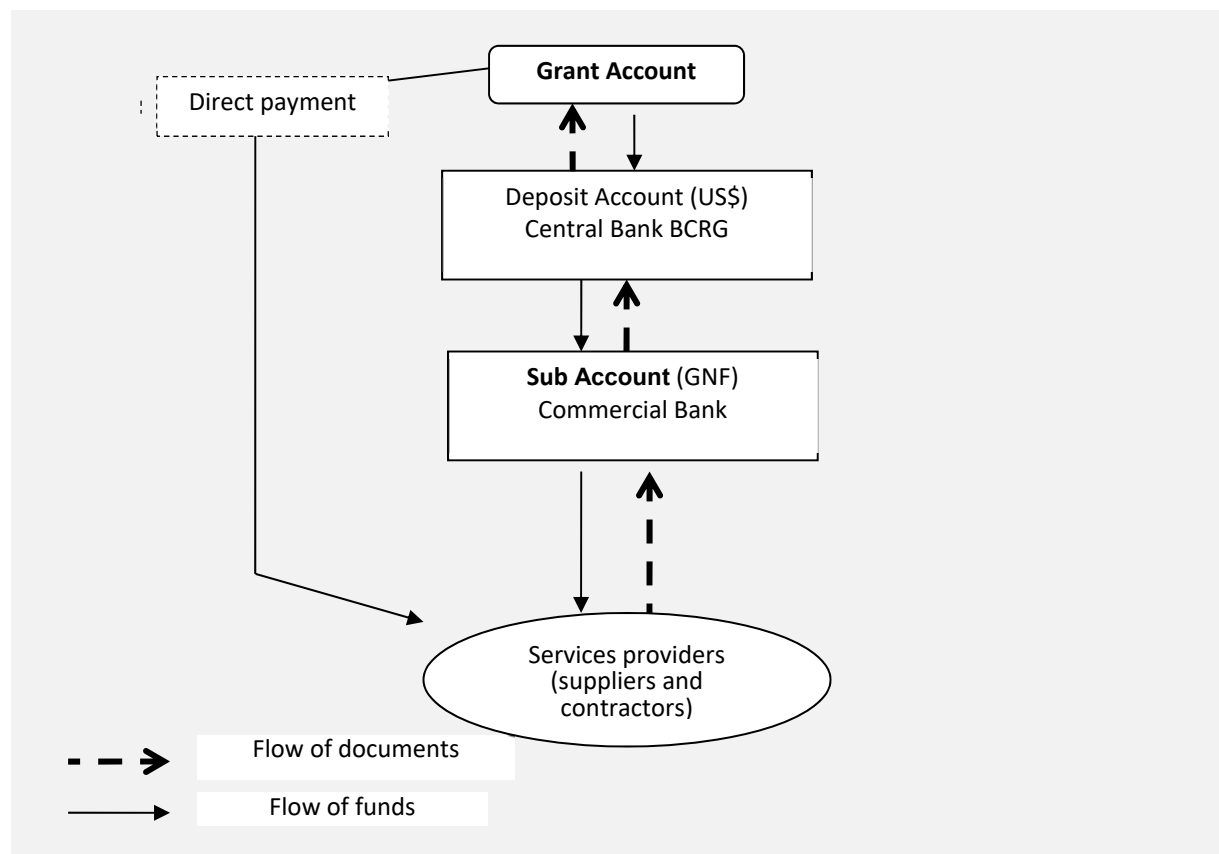 Grant Account
Direct payment
Deposit Account (US$)
Central Bank BCRG
Sub Account (GNF)
Commercial Bank
Services providers
(suppliers and
contractors)
Flow of documents
Flow of funds